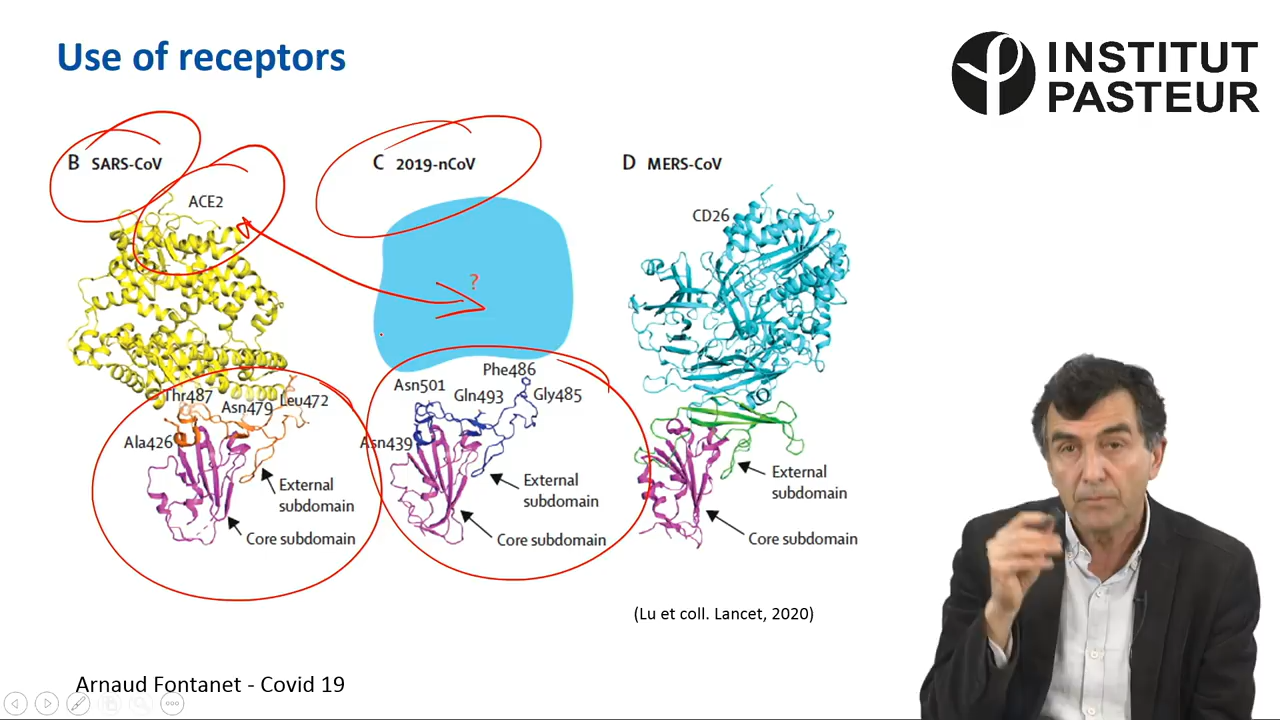 Use of receptors
INSTITUT
PASTEUR
B SARS-CoV
ACE2
Thr487
Asn479
Leu472
Ala426
External
subdomain
Core subdomain
C 2019-nCoV
?
Phe486
Asn501
Gln493
Gly485
Asn439
External
subdomain
Core subdomain
D MERS-CoV
CD26
External
subdomain
Core subdomain
(Lu et coll. Lancet, 2020)
Arnaud Fontanet - Covid 19